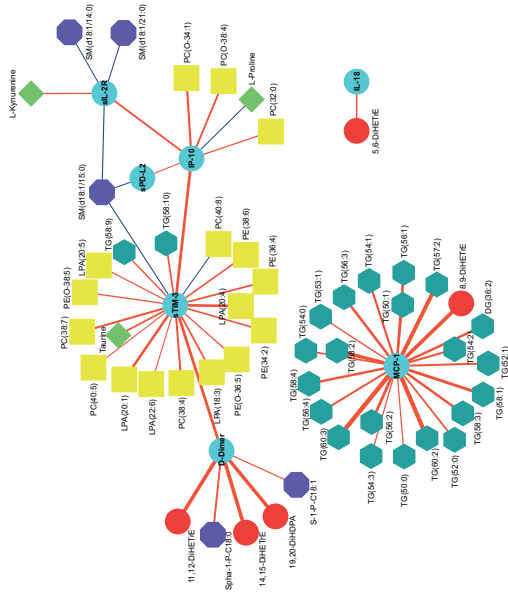 L-Kynurenine
SM(d18:1/14:0)
SM(d18:1/21:0)
sIL-2R
PC(O-34:1)
PC(O-38:4)
L-Proline
PC(32:0)
IP-10
sPD-L2
SM(d18:1/15:0)
IL-18
5,6-DiHETrE
TG(58:9)
TG(58:10)
LPA(20:5)
PE(O-38:5)
PC(38:7)
Taurine
PC(40:5)
LPA(20:1)
LPA(22:6)
PC(38:4)
LPA(18:3)
PE(O-36:5)
PE(34:2)
LPA(20:4)
PE(36:4)
PE(38:6)
PC(40:8)
sTIM-3
D-Dimer
11,12-DiHETrE
Spha-1-P-C18:0
14,15-DiHETrE
19,20-DiHDPA
S-1-P-C18:1
MCP-1
TG(54:0)
TG(53:1)
TG(56:3)
TG(54:1)
TG(50:1)
TG(56:1)
TG(57:2)
8,9-DiHETrE
DG(36:2)
TG(54:2)
TG(52:1)
TG(58:1)
TG(58:3)
TG(52:0)
TG(60:2)
TG(50:0)
TG(56:2)
TG(54:3)
TG(60:3)
TG(56:4)
TG(58:4)
TG(58:2)